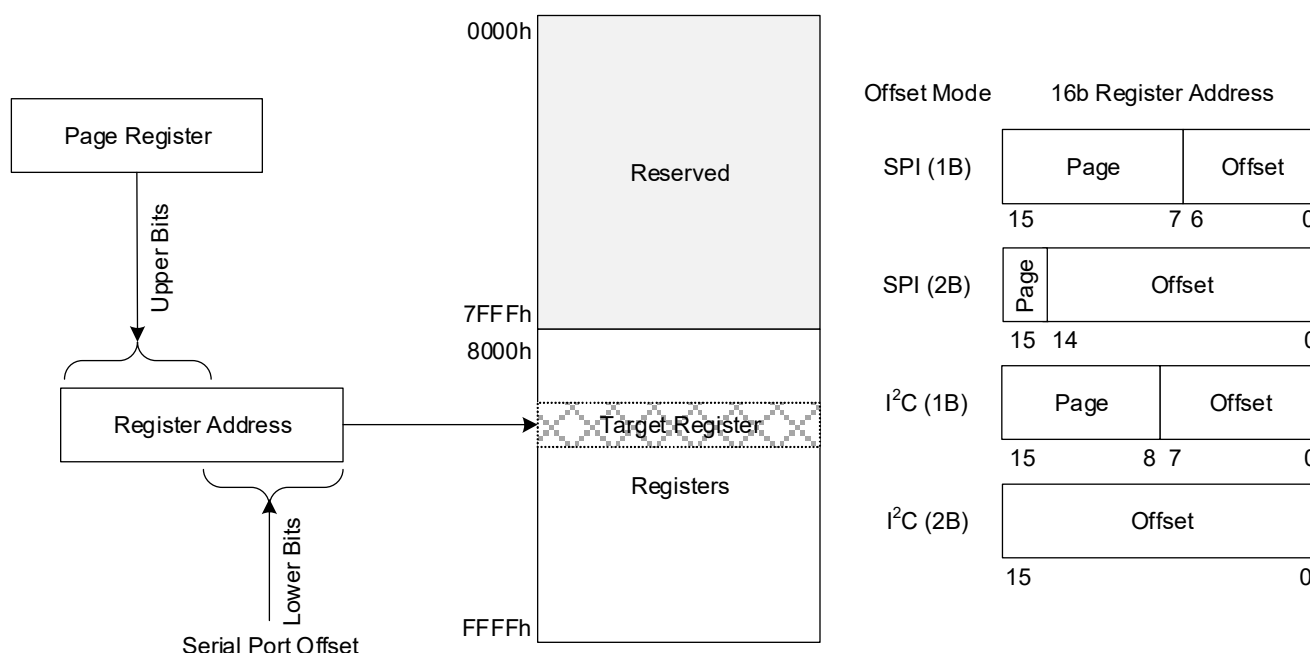 Page Register
Upper Bits
Register Address
Lower Bits
Serial Port Offset
0000h
Reserved
7FFFh
8000h
Target Register
Registers
FFFFh
Offset Mode 16b Register Address
SPI (1B) Page Offset
15 7 6 0
SPI (2B) Page Offset
15 14 0
I²C (1B) Page Offset
15 8 7 0
I²C (2B) Offset
15 0